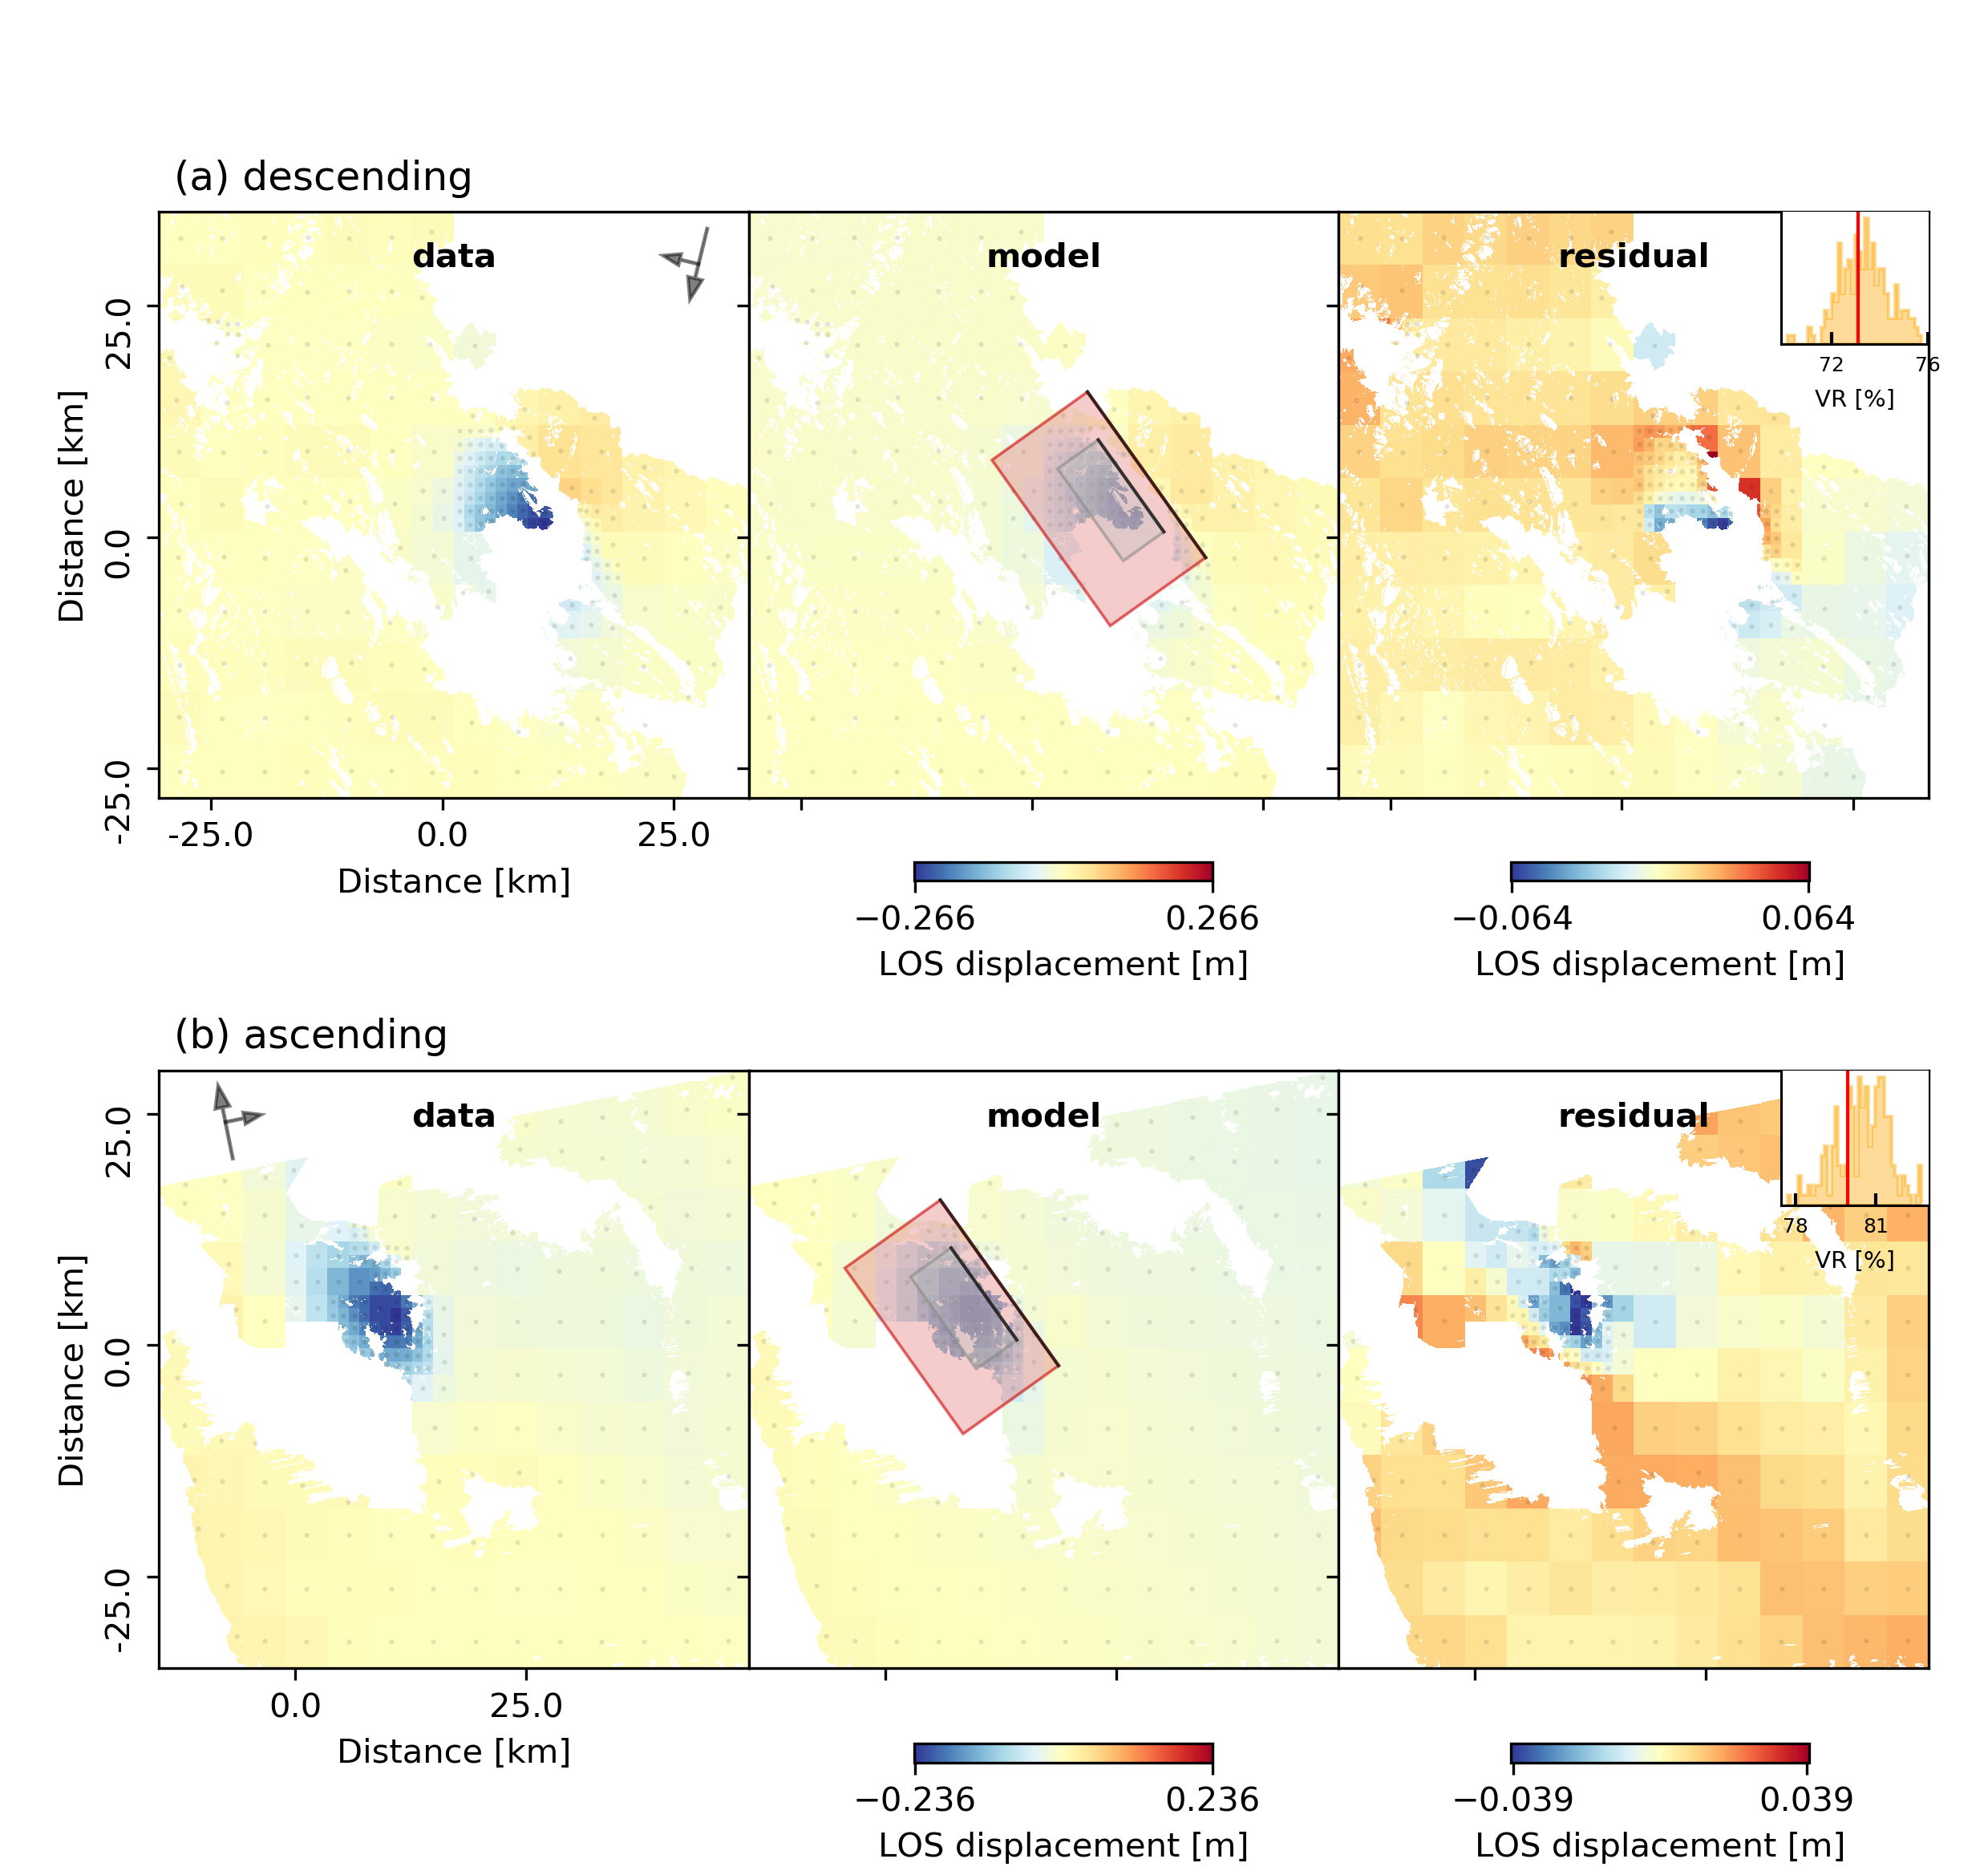 (a) descending
data
model
residual
72
76
VR [%]
25.0
0.0
-25.0
Distance [km]
-25.0
0.0
25.0
Distance [km]
−0.266
0.266
LOS displacement [m]
−0.064
0.064
LOS displacement [m]
(b) ascending
data
model
residual
78
81
VR [%]
25.0
0.0
-25.0
Distance [km]
0.0
25.0
Distance [km]
−0.236
0.236
LOS displacement [m]
−0.039
0.039
LOS displacement [m]